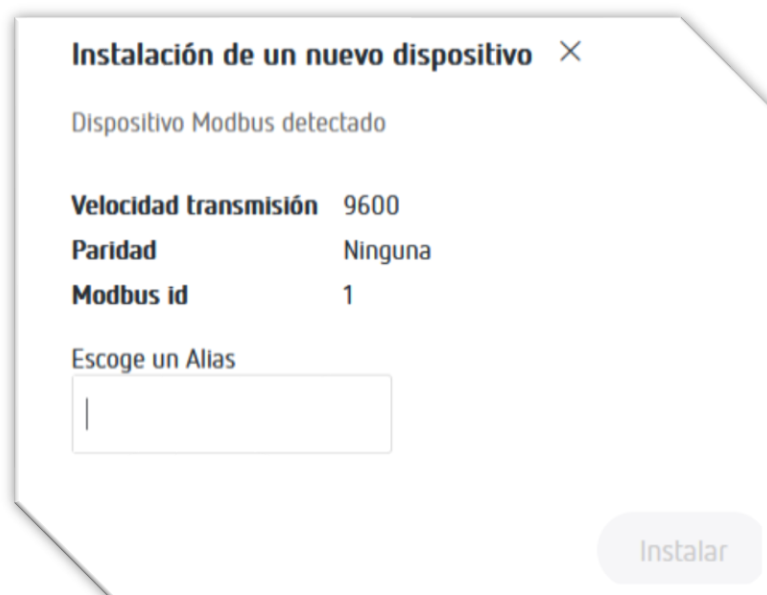 Instalación de un nuevo dispositivo
Dispositivo Modbus detectado
Velocidad transmisión 9600
Paridad Ninguna
Modbus id 1
Escoge un Alias
Instalar